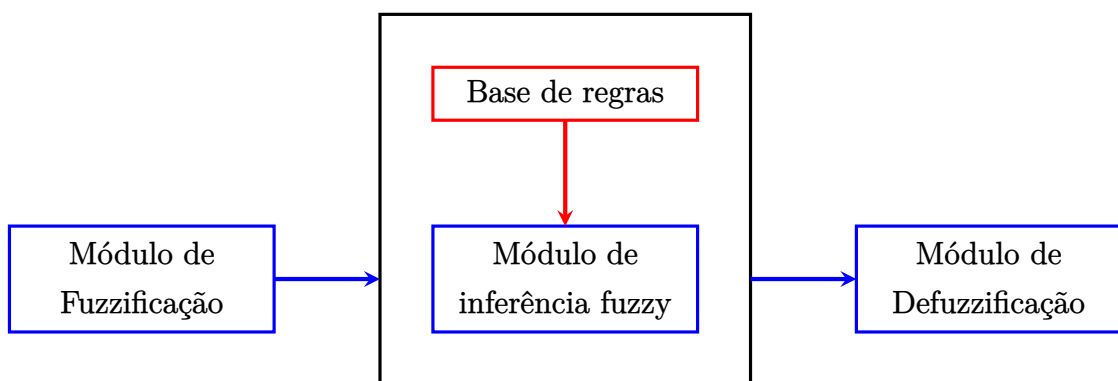 Base de regras
Módulo de
Fuzzificação
Módulo de
inferência fuzzy
Módulo de
Defuzzificação